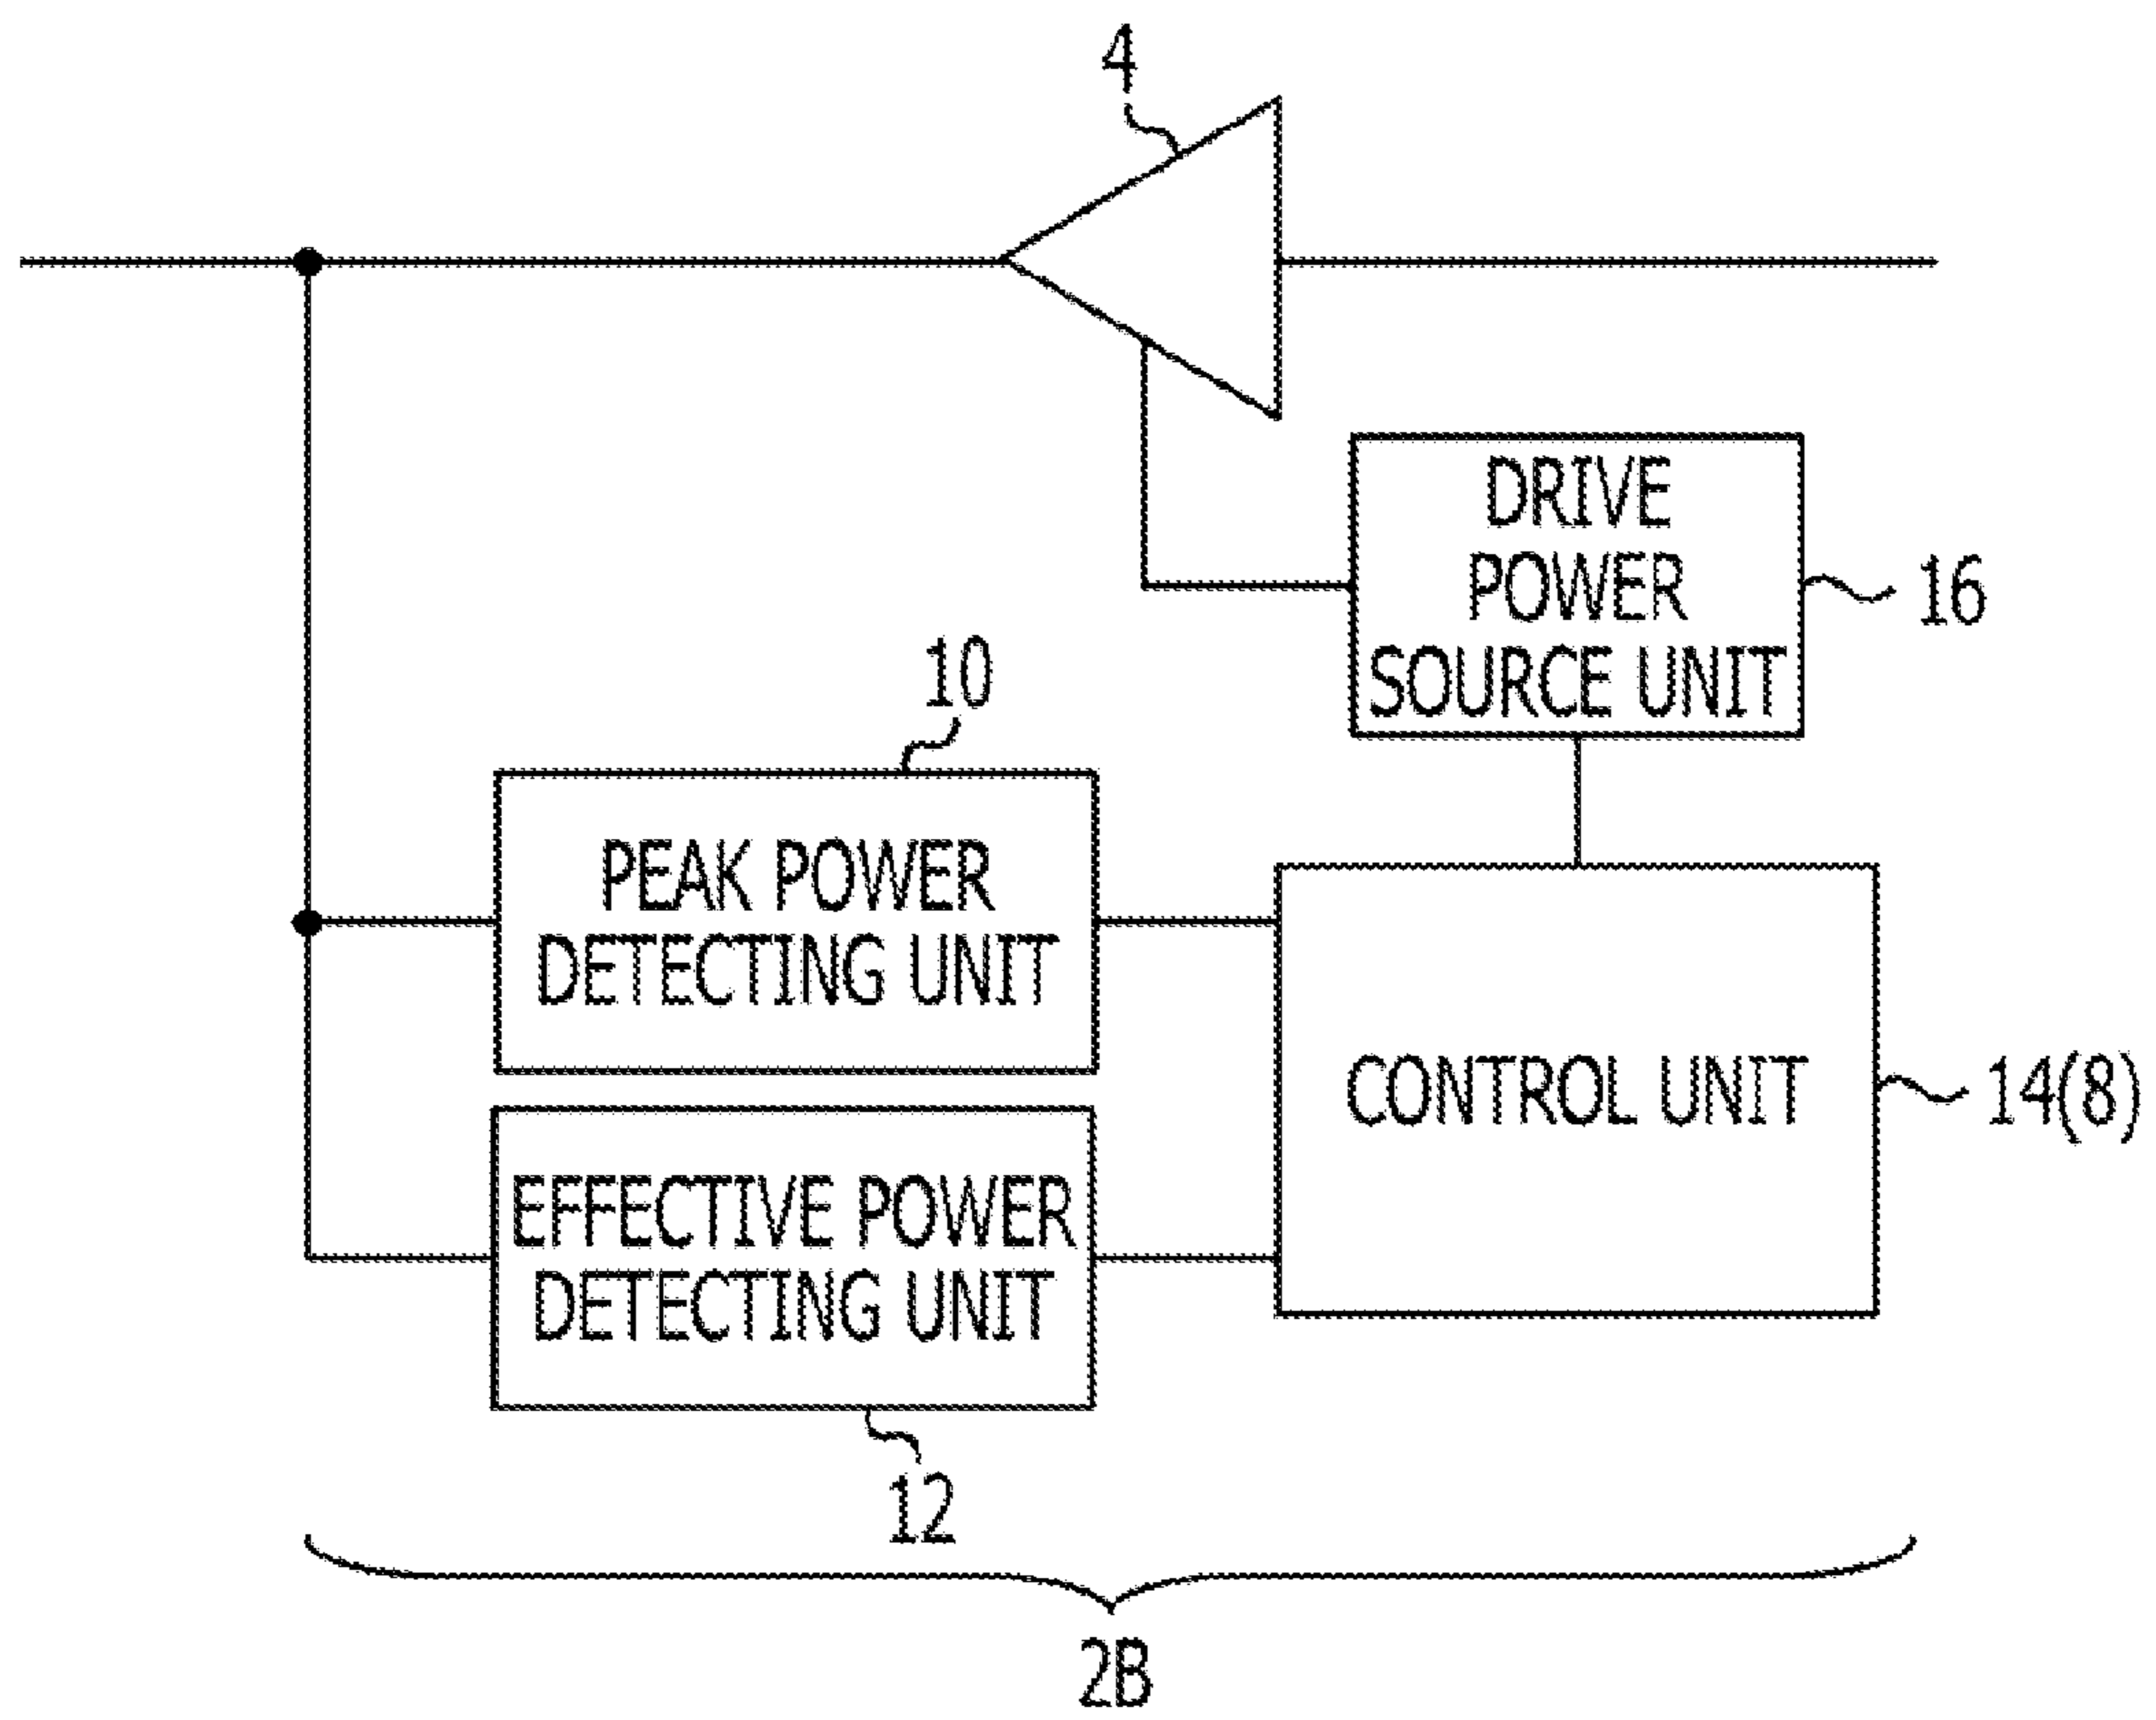 4
DRIVE
POWER
SOURCE UNIT
16
10
PEAK POWER
DETECTING UNIT
CONTROL UNIT
14(8)
EFFECTIVE POWER
DETECTING UNIT
12
2B